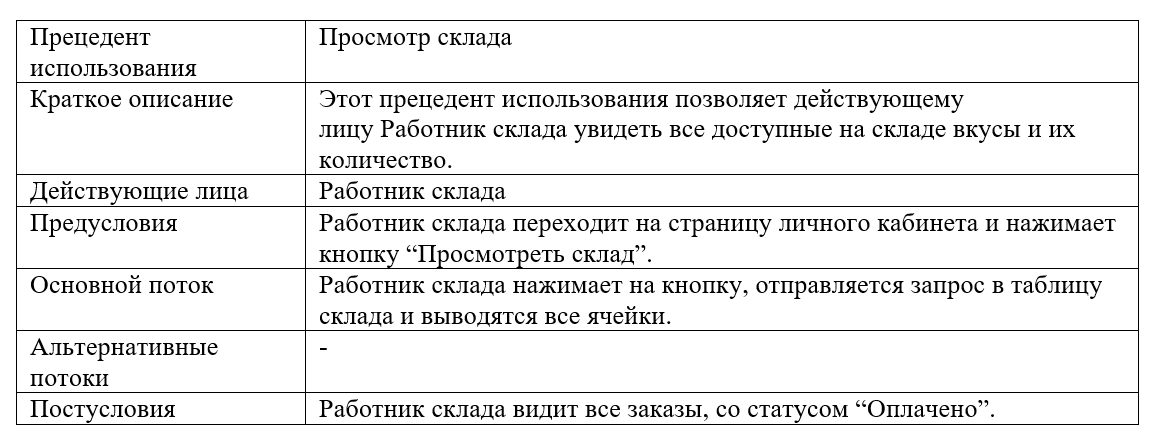 Прецедент
использования
Просмотр склада
Краткое описание
Этот прецедент использования позволяет действующему
лицу Работник склада увидеть все доступные на складе вкусы и их
количество.
Действующие лица
Работник склада
Предусловия
Работник склада переходит на страницу личного кабинета и нажимает
кнопку “Просмотреть склад”.
Основной поток
Работник склада нажимает на кнопку, отправляется запрос в таблицу
склада и выводятся все ячейки.
Альтернативные
потоки
-
Постусловия
Работник склада видит все заказы, со статусом “Оплачено”.